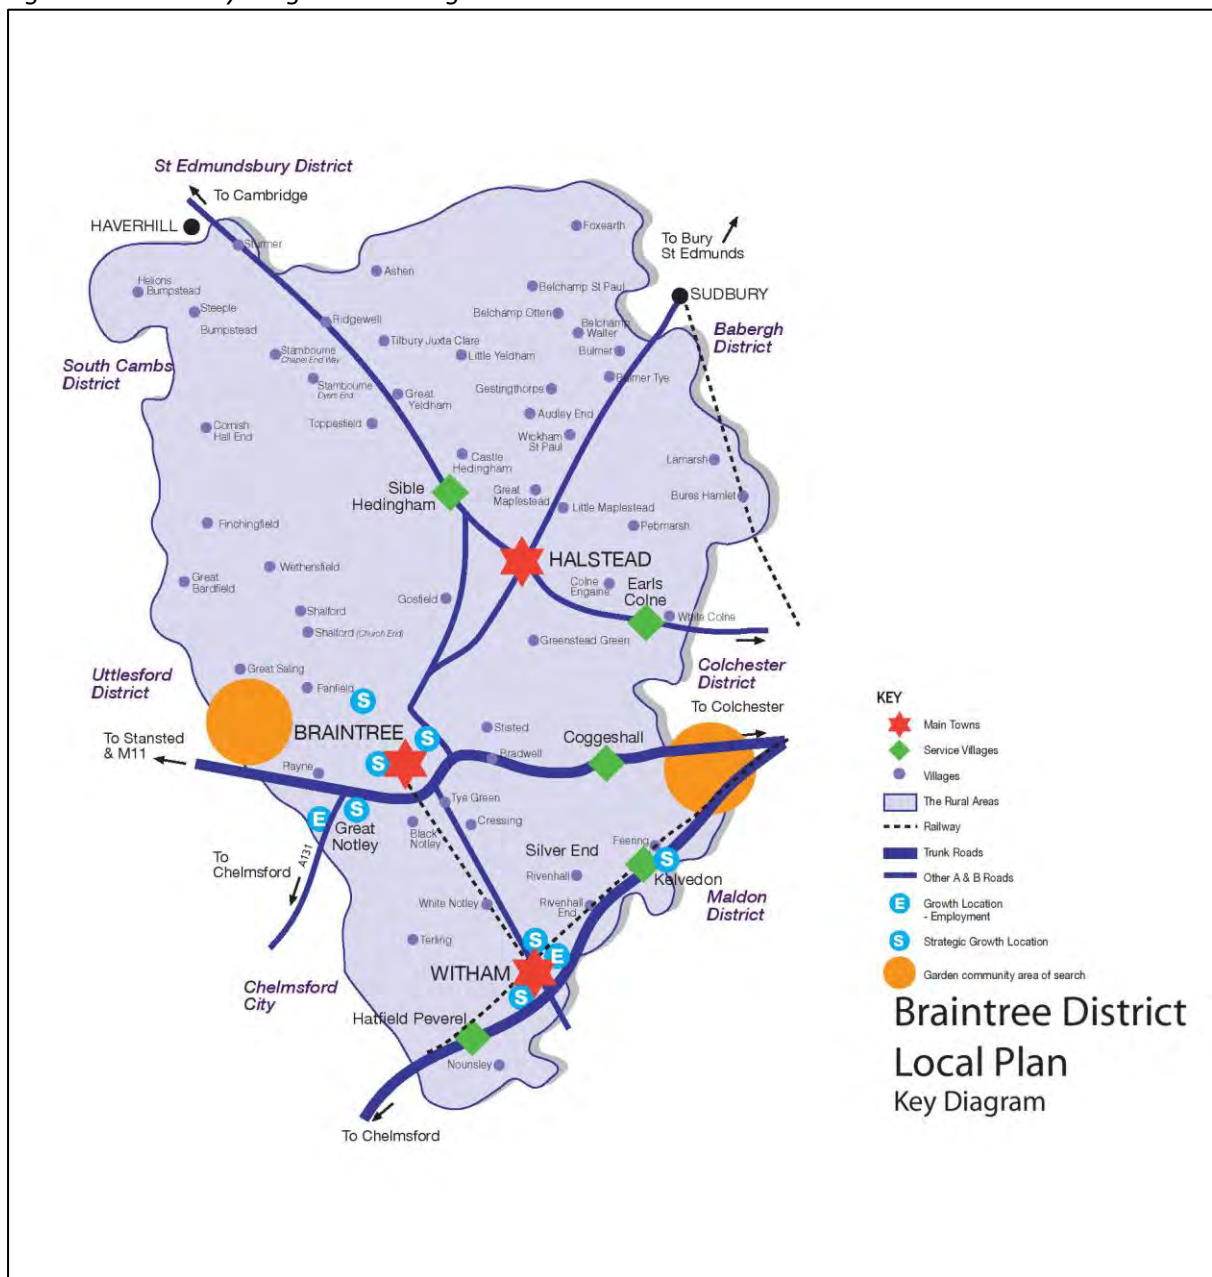 St Edmundsbury District
To Cambridge
HAVERHILL
Sturmer
Foxearth
To Bury
St Edmunds
Ashen
Helions
Bumpstead
Belchamp St Paul
SUDBURY
Steeple
Bumpstead
Belchamp Otten
Ridgewell
Belchamp
Walter
Babergh
District
Tilbury Juxta Clare
Bulmer
Stambourne
Chapel End Way
Little Yeldham
South Cambs
District
Bulmer Tye
Stambourne
Dyers End
Gestingthorpe
Great
Yeldham
Audley End
Toppesfield
Cornish
Hall End
Wickham
St Paul
Castle
Hedingham
Lamarsh
Sible
Hedingham
Great
Maplestead
Bures Hamlet
Little Maplestead
Finchingfield
Pebmarsh
HALSTEAD
Wethersfield
Great
Bardfield
Colne
Engaine
Earls
Colne
Gosfield
Shalford
White Colne
Shalford (Church End)
Greenstead Green
Uttlesford
District
Great Saling
Colchester
District
Panfield
S
To Colchester
BRAINTREE
Stisted
To Stansted
& M11
S
Coggeshall
Bradwell
S
Rayne
Tye Green
S
E
Great
Notley
Black
Notley
Cressing
A131
To
Chelmsford
Feering
Silver End
S
Rivenhall
Kelvedon
Maldon
District
White Notley
Rivenhall
End
Terling
S
E
WITHAM
Chelmsford
City
S
Hatfield Peverel
Nounsley
To Chelmsford
KEY
Main Towns
Service Villages
Villages
The Rural Areas
Railway
Trunk Roads
Other A & B Roads
E
Growth Location
- Employment
S
Strategic Growth Location
Garden community area of search
Braintree District
Local Plan
Key Diagram